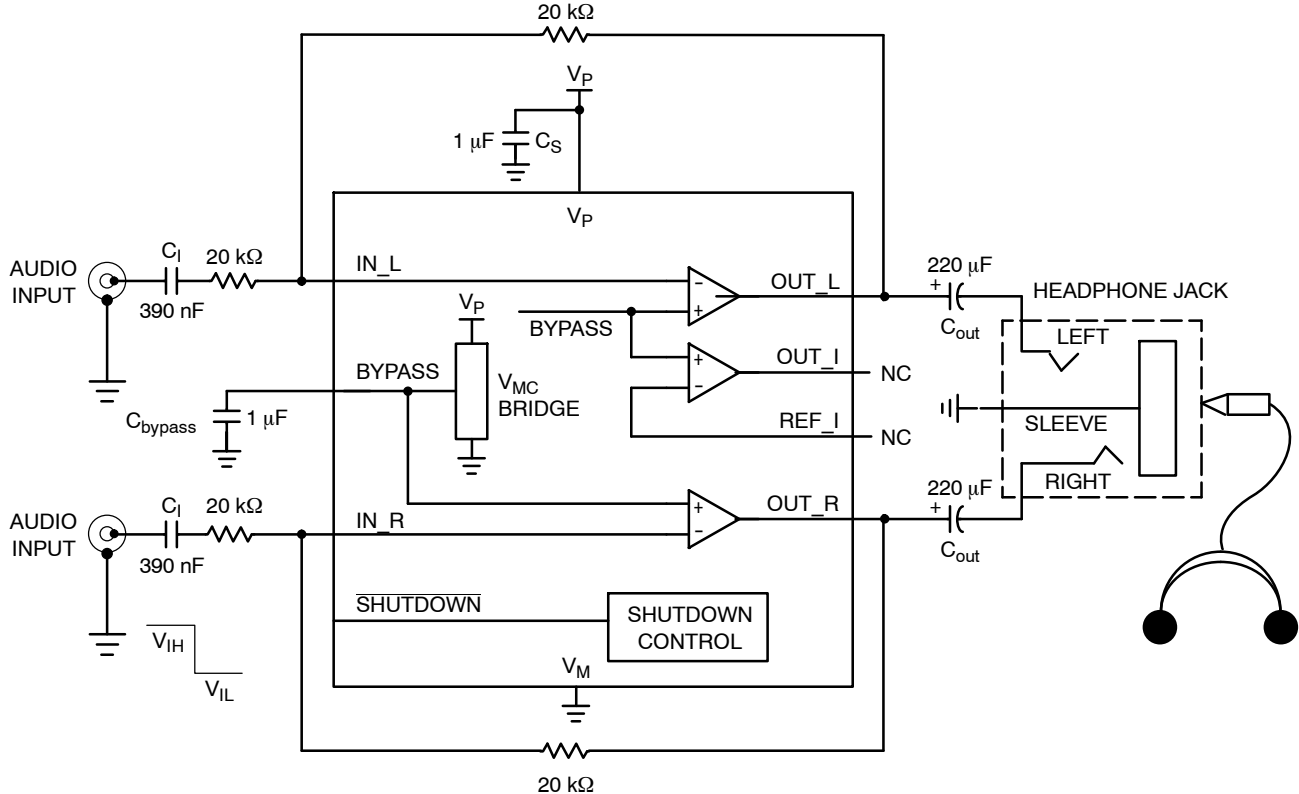 20 kΩ
V_P
1 μF C_S
V_P
AUDIO
INPUT
C_I
20 kΩ
390 nF
IN_L
−
+
OUT_L
BYPASS
220 μF
+
C_out
HEADPHONE JACK
LEFT
V_P
BYPASS
V_MC
BRIDGE
+
−
OUT_I
NC
REF_I
NC
SLEEVE
C_bypass
1 μF
RIGHT
AUDIO
INPUT
C_I
20 kΩ
390 nF
IN_R
+
−
OUT_R
220 μF
+
C_out
SHUTDOWN
SHUTDOWN
CONTROL
V_IH
V_IL
V_M
20 kΩ